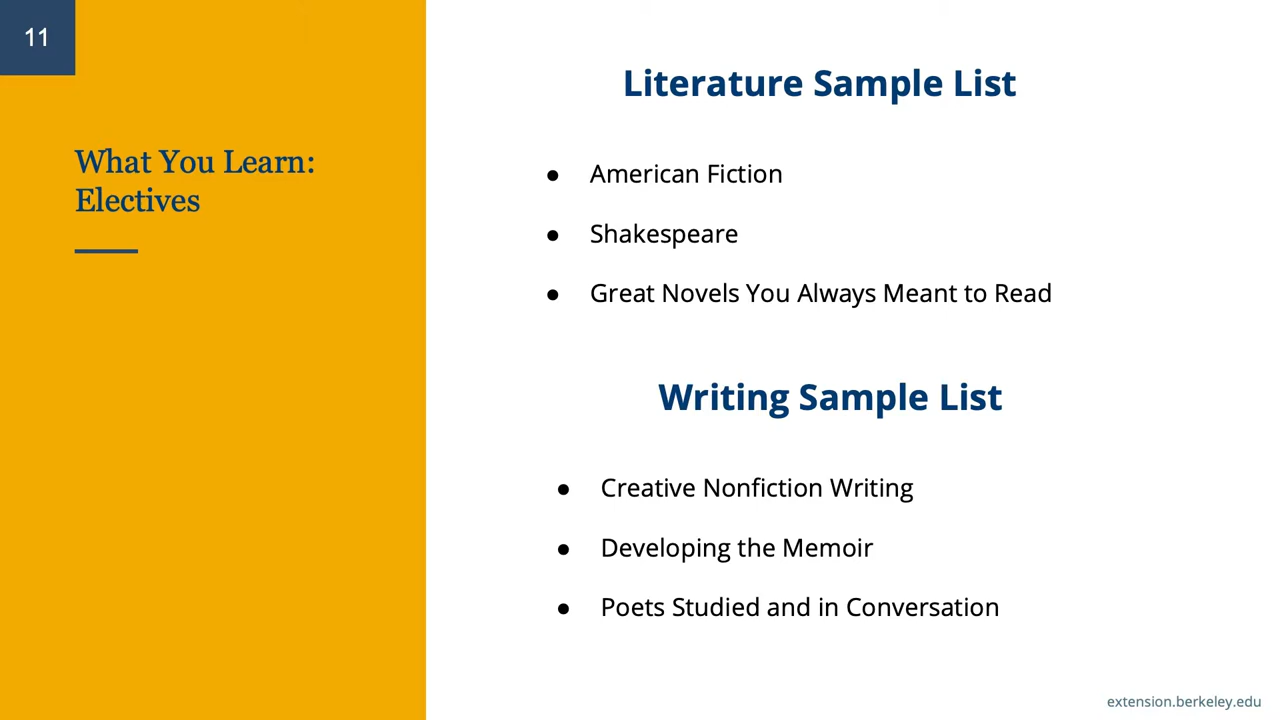 11
What You Learn:
Electives
Literature Sample List
● American Fiction
● Shakespeare
● Great Novels You Always Meant to Read
Writing Sample List
● Creative Nonfiction Writing
● Developing the Memoir
● Poets Studied and in Conversation
extension.berkeley.edu